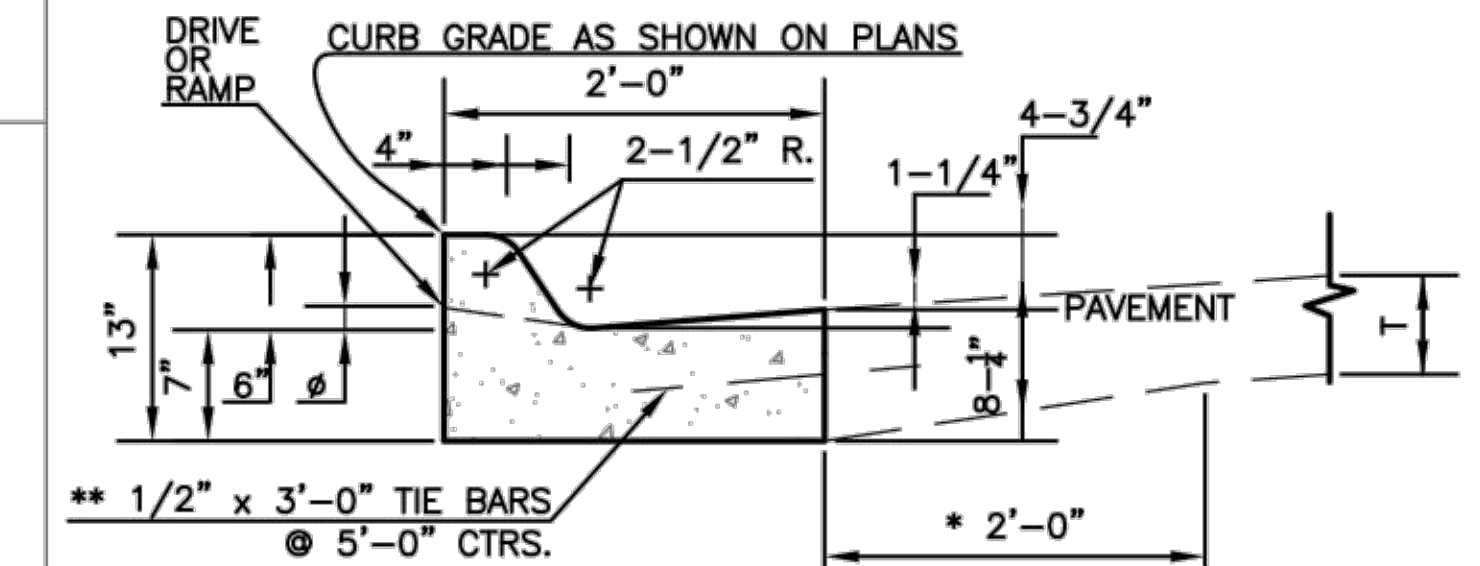 DRIVE
OR
RAMP
CURB GRADE AS SHOWN ON PLANS
2'-0"
4-3/4"
4"
2-1/2" R.
1-1/4"
13"
7"
6"
ø
PAVEMENT
8-1/4"
T
** 1/2" x 3'-0" TIE BARS
@ 5'-0" CTRS.
* 2'-0"